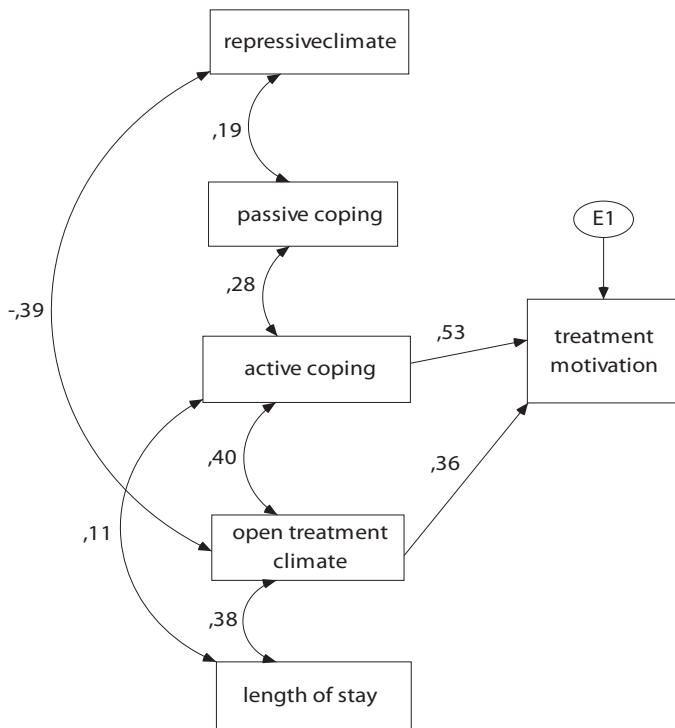 repressiveclimate
,19
passive coping
E1
,28
-,39
,53
treatment
motivation
active coping
,40
,36
,11
open treatment
climate
,38
length of stay